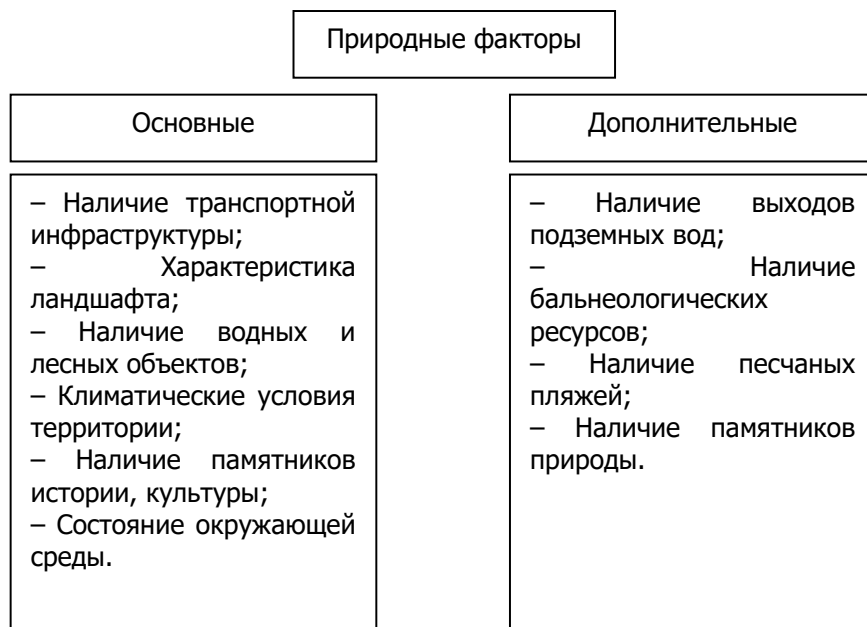 Природные факторы
Основные
– Наличие транспортной
инфраструктуры;
– Характеристика
ландшафта;
– Наличие водных и
лесных объектов;
– Климатические условия
территории;
– Наличие памятников
истории, культуры;
– Состояние окружающей
среды.
Дополнительные
– Наличие выходов
подземных вод;
– Наличие
бальнеологических
ресурсов;
– Наличие песчаных
пляжей;
– Наличие памятников
природы.